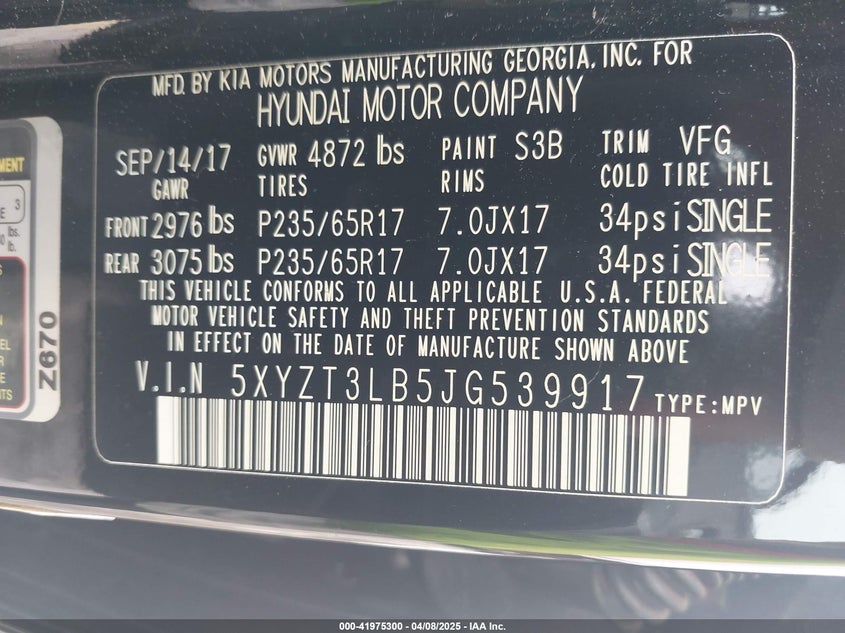 MFD. BY KIA MOTORS MANUFACTURING GEORGIA, INC. FOR
HYUNDAI MOTOR COMPANY
SEP/14/17 GVWR 4872 lbs PAINT S3B TRIM VFG
GAWR TIRES RIMS COLD TIRE INFL
FRONT 2976 lbs P235/65R17 7.0JX17 34psi SINGLE
REAR 3075 lbs P235/65R17 7.0JX17 34psi SINGLE
THIS VEHICLE CONFORMS TO ALL APPLICABLE U.S.A. FEDERAL
MOTOR VEHICLE SAFETY AND THEFT PREVENTION STANDARDS
IN EFFECT ON THE DATE OF MANUFACTURE SHOWN ABOVE
V.I.N 5XYZT3LB5JG539917 TYPE:MPV
3
lbs.
lb.
Z670
000-41975300 - 04/08/2025 - IAA Inc.